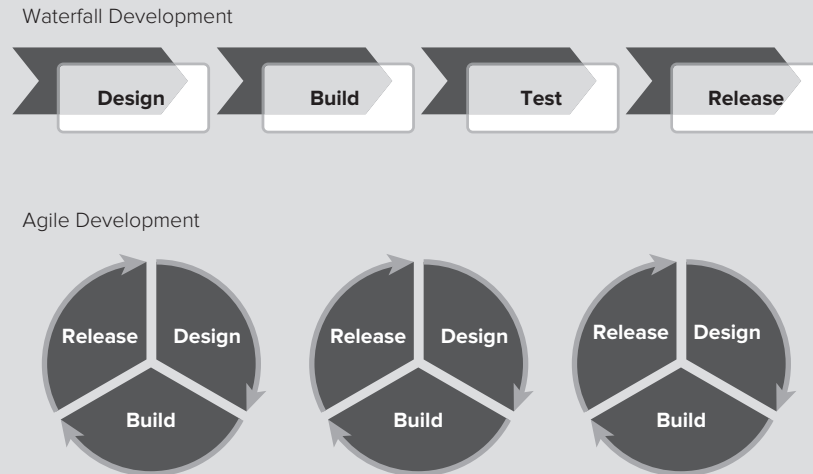 Waterfall Development
Design Build Test Release
Agile Development
Release Design Release Design Release Design
Build Build Build